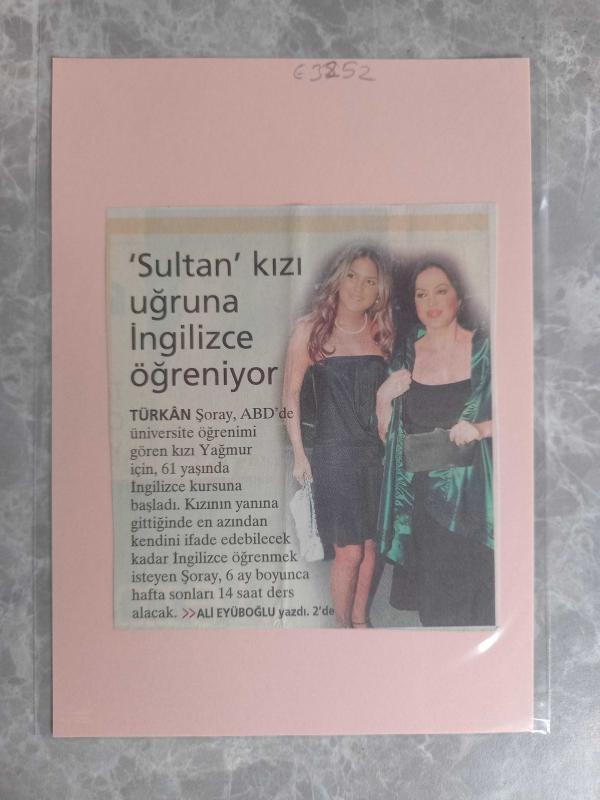 €3852
'Sultan' kızı
uğruna
İngilizce
öğreniyor
TÜRKÂN Şoray, ABD'de
üniversite öğrenimi
gören kızı Yağmur
için, 61 yaşında
İngilizce kursuna
başladı. Kızının yanına
gittiğinde en azından
kendini ifade edebilecek
kadar İngilizce öğrenmek
isteyen Şoray, 6 ay boyunca
hafta sonları 14 saat ders
alacak. >>ALİ EYÜBOĞLU yazdı. 2'de